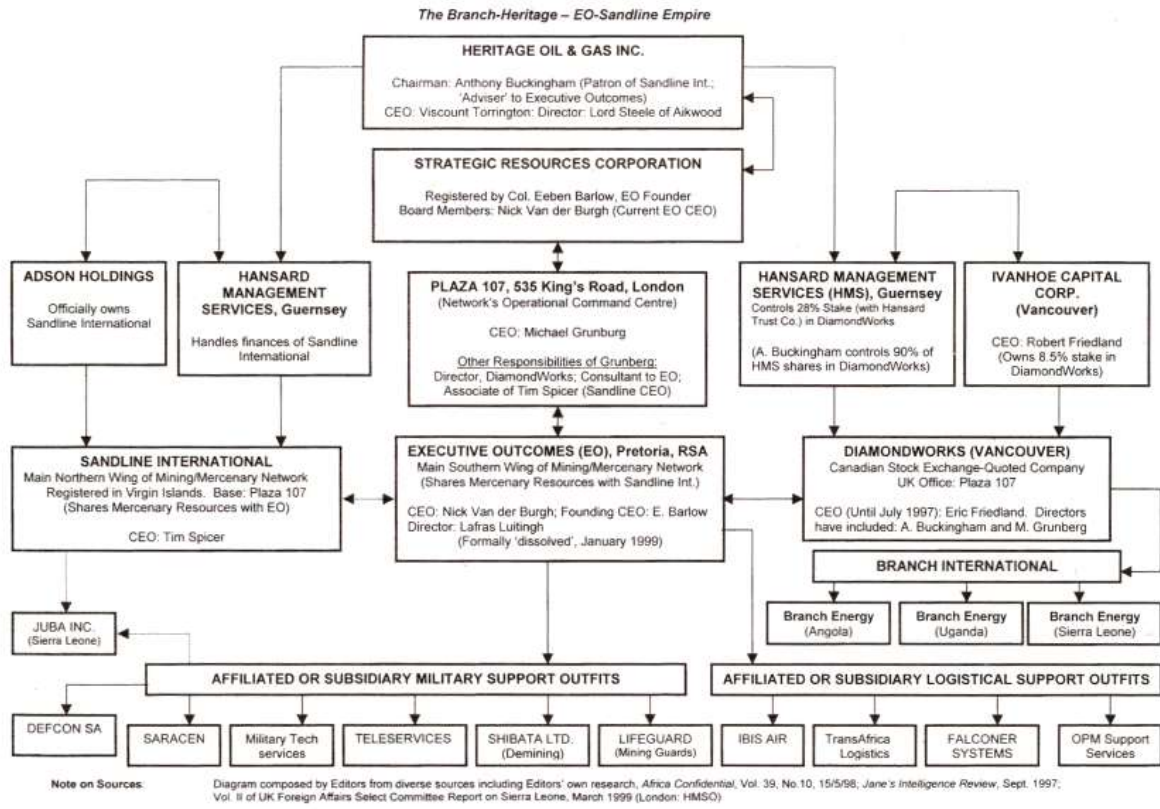 The Branch-Heritage – EO-Sandline Empire
HERITAGE OIL & GAS INC.
Chairman: Anthony Buckingham (Patron of Sandline Int.;
'Adviser' to Executive Outcomes)
CEO: Viscount Torrington: Director: Lord Steele of Aikwood
STRATEGIC RESOURCES CORPORATION
Registered by Col. Eeben Barlow, EO Founder
Board Members: Nick Van der Burgh (Current EO CEO)
ADSON HOLDINGS
Officially owns
Sandline International
HANSARD
MANAGEMENT
SERVICES, Guernsey
Handles finances of Sandline
International
PLAZA 107, 535 King's Road, London
(Network's Operational Command Centre)
CEO: Michael Grunburg
Other Responsibilities of Grunberg:
Director, DiamondWorks; Consultant to EO;
Associate of Tim Spicer (Sandline CEO)
HANSARD MANAGEMENT
SERVICES (HMS), Guernsey
Controls 28% Stake (with Hansard
Trust Co.) in DiamondWorks
(A. Buckingham controls 90% of
HMS shares in DiamondWorks)
IVANHOE CAPITAL
CORP.
(Vancouver)
CEO: Robert Friedland
(Owns 8.5% stake in
DiamondWorks)
SANDLINE INTERNATIONAL
Main Northern Wing of Mining/Mercenary Network
Registered in Virgin Islands. Base: Plaza 107
(Shares Mercenary Resources with EO)
CEO: Tim Spicer
EXECUTIVE OUTCOMES (EO), Pretoria, RSA
Main Southern Wing of Mining/Mercenary Network
(Shares Mercenary Resources with Sandline Int.)
CEO: Nick Van der Burgh; Founding CEO: E. Barlow
Director: Lafras Luitingh
(Formally 'dissolved', January 1999)
DIAMONDWORKS (VANCOUVER)
Canadian Stock Exchange-Quoted Company
UK Office: Plaza 107
CEO (Until July 1997): Eric Friedland. Directors
have included: A. Buckingham and M. Grunberg
BRANCH INTERNATIONAL
Branch Energy
(Angola)
Branch Energy
(Uganda)
Branch Energy
(Sierra Leone)
JUBA INC.
(Sierra Leone)
AFFILIATED OR SUBSIDIARY MILITARY SUPPORT OUTFITS
AFFILIATED OR SUBSIDIARY LOGISTICAL SUPPORT OUTFITS
DEFCON SA
SARACEN
Military Tech
services
TELESERVICES
SHIBATA LTD.
(Demining)
LIFEGUARD
(Mining Guards)
IBIS AIR
TransAfrica
Logistics
FALCONER
SYSTEMS
OPM Support
Services
Note on Sources: Diagram composed by Editors from diverse sources including Editors' own research, Africa Confidential, Vol. 39, No.10, 15/5/98; Jane's Intelligence Review, Sept. 1997;
Vol. II of UK Foreign Affairs Select Committee Report on Sierra Leone, March 1999 (London: HMSO)